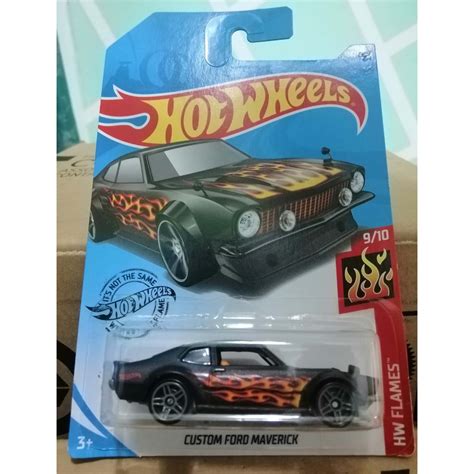 HOT WHEELS
9/10
HW FLAMES
IT'S NOT THE SAME
HOT WHEELS
3+
CUSTOM FORD MAVERICK